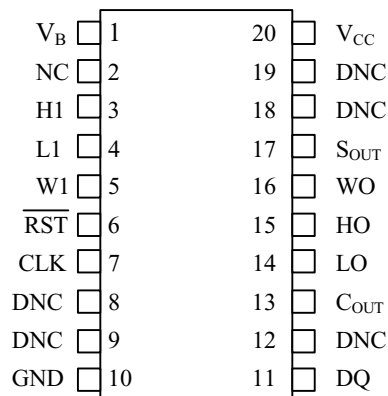 V_B 1 20 V_CC
NC 2 19 DNC
H1 3 18 DNC
L1 4 17 S_OUT
W1 5 16 WO
R̅S̅T̅ 6 15 HO
CLK 7 14 LO
DNC 8 13 C_OUT
DNC 9 12 DNC
GND 10 11 DQ